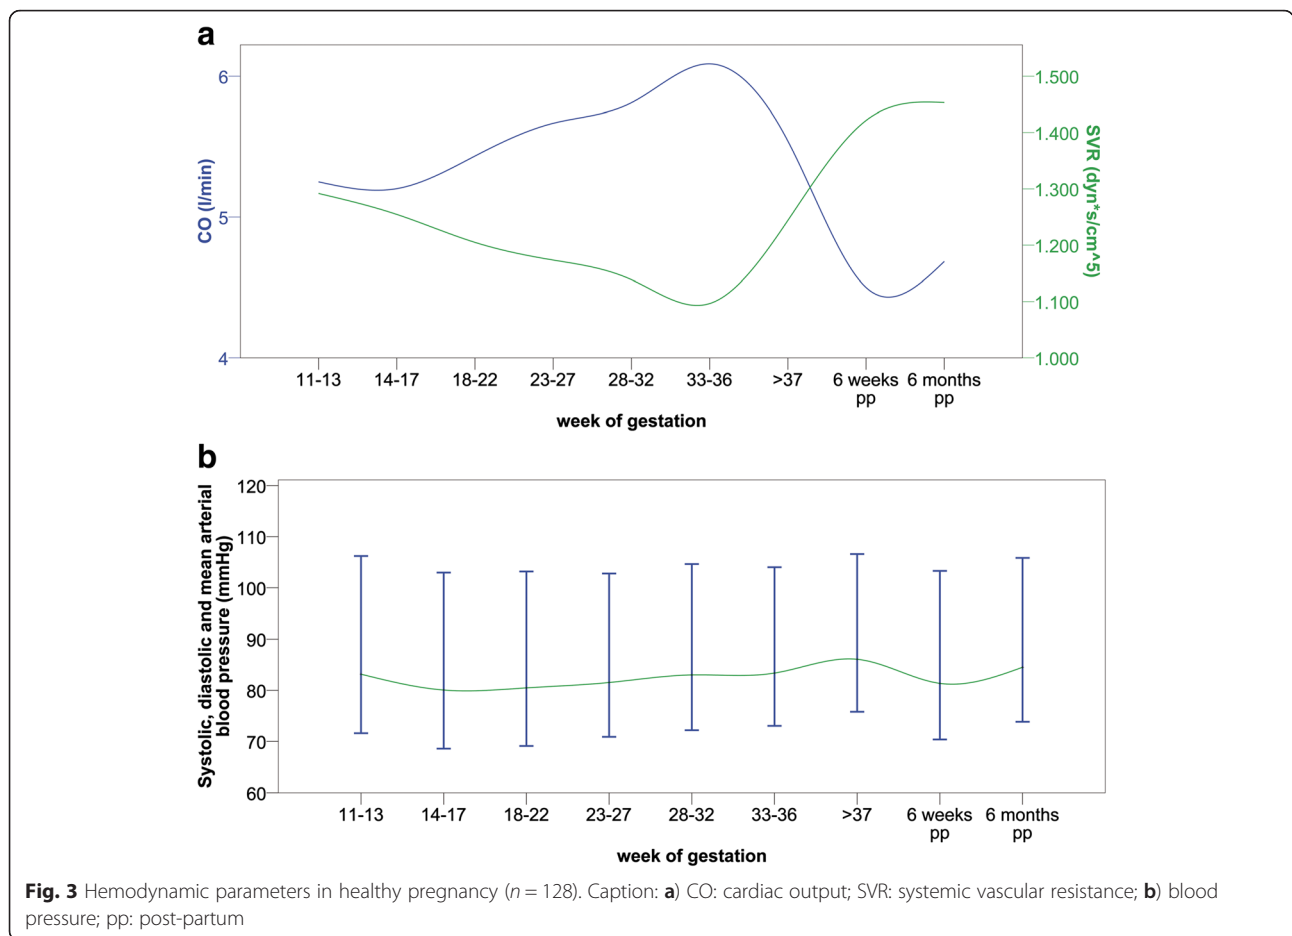 a
6
5
4
CO (l/min)
1.500
1.400
1.300
1.200
1.100
1.000
SVR (dyn*s/cm^5)
11-13 14-17 18-22 23-27 28-32 33-36 >37 6 weeks pp 6 months pp
week of gestation
b
Systolic, diastolic and mean arterial
blood pressure (mmHg)
120
110
100
90
80
70
60
11-13 14-17 18-22 23-27 28-32 33-36 >37 6 weeks pp 6 months pp
week of gestation
Fig. 3 Hemodynamic parameters in healthy pregnancy (n = 128). Caption: a) CO: cardiac output; SVR: systemic vascular resistance; b) blood
pressure; pp: post-partum